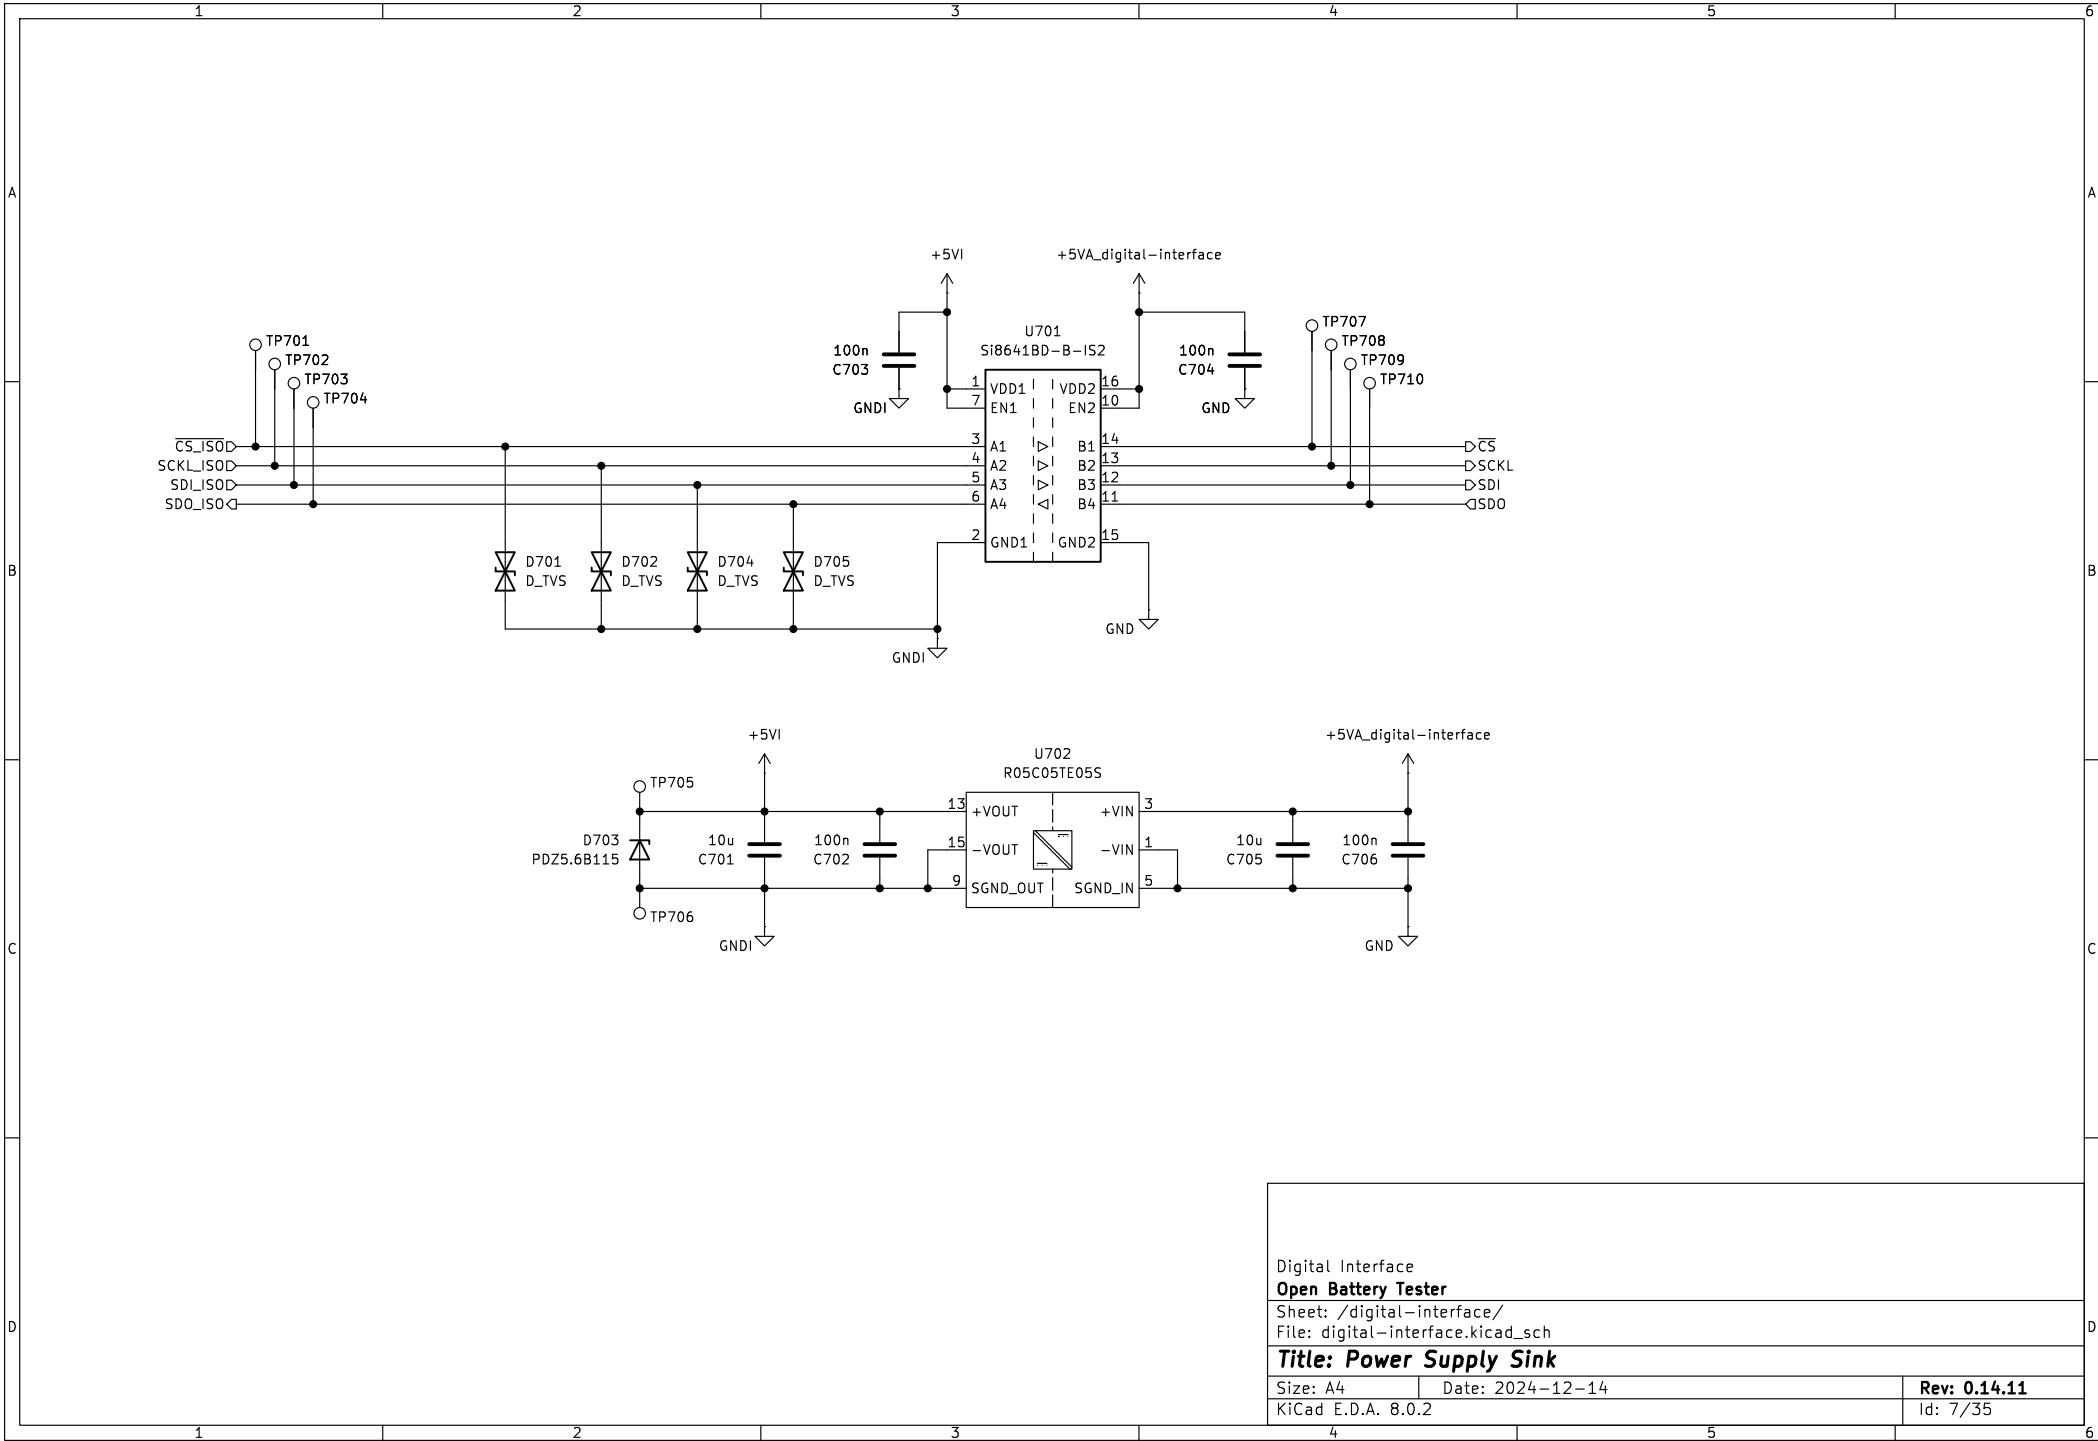 1 2 3 4 5 6
A A
+5VI +5VA_digital-interface
TP701
TP702
TP703
TP704
100n
C703
GNDI
U701
Si8641BD-B-IS2
100n
C704
GND
TP707
TP708
TP709
TP710
1 VDD1 VDD2 16
7 EN1 EN2 10
CS_ISO 3 A1 B1 14 CS
SCKL_ISO 4 A2 B2 13 SCKL
SDI_ISO 5 A3 B3 12 SDI
SDO_ISO 6 A4 B4 11 SDO
2 GND1 GND2 15
B B
D701
D_TVS
D702
D_TVS
D704
D_TVS
D705
D_TVS
GNDI
GND
+5VI
U702
R05C05TE05S
+5VA_digital-interface
TP705
13 +VOUT +VIN 3
D703
PDZ5.6B115
10u
C701
100n
C702
15 -VOUT -VIN 1
10u
C705
100n
C706
9 SGND_OUT SGND_IN 5
TP706
GNDI
GND
C C
Digital Interface
Open Battery Tester
Sheet: /digital-interface/
File: digital-interface.kicad_sch
D D
Title: Power Supply Sink
Size: A4 Date: 2024-12-14 Rev: 0.14.11
KiCad E.D.A. 8.0.2 Id: 7/35
1 2 3 4 5 6